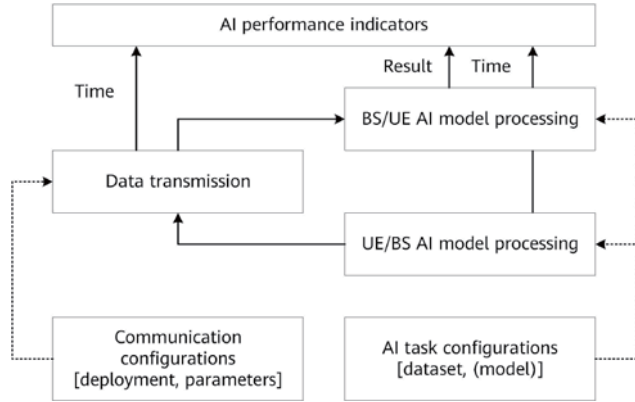 AI performance indicators
Time
Result
Time
BS/UE AI model processing
Data transmission
UE/BS AI model processing
Communication
configurations
[deployment, parameters]
AI task configurations
[dataset, (model)]